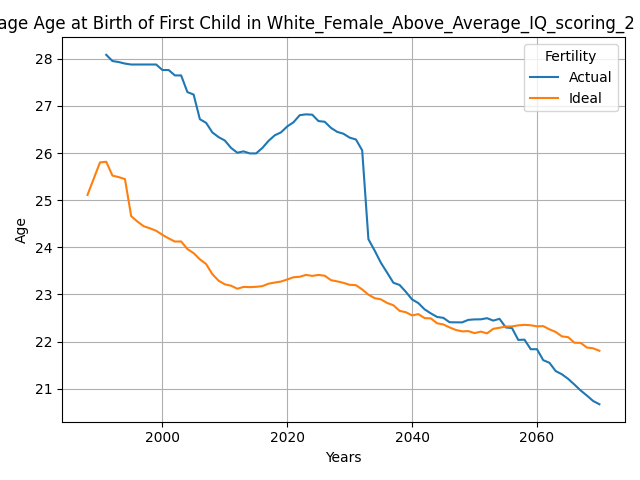 age Age at Birth of First Child in White_Female_Above_Average_IQ_scoring_2
Fertility
Actual
Ideal
28
27
26
25
24
23
22
21
Age
2000
2020
2040
2060
Years